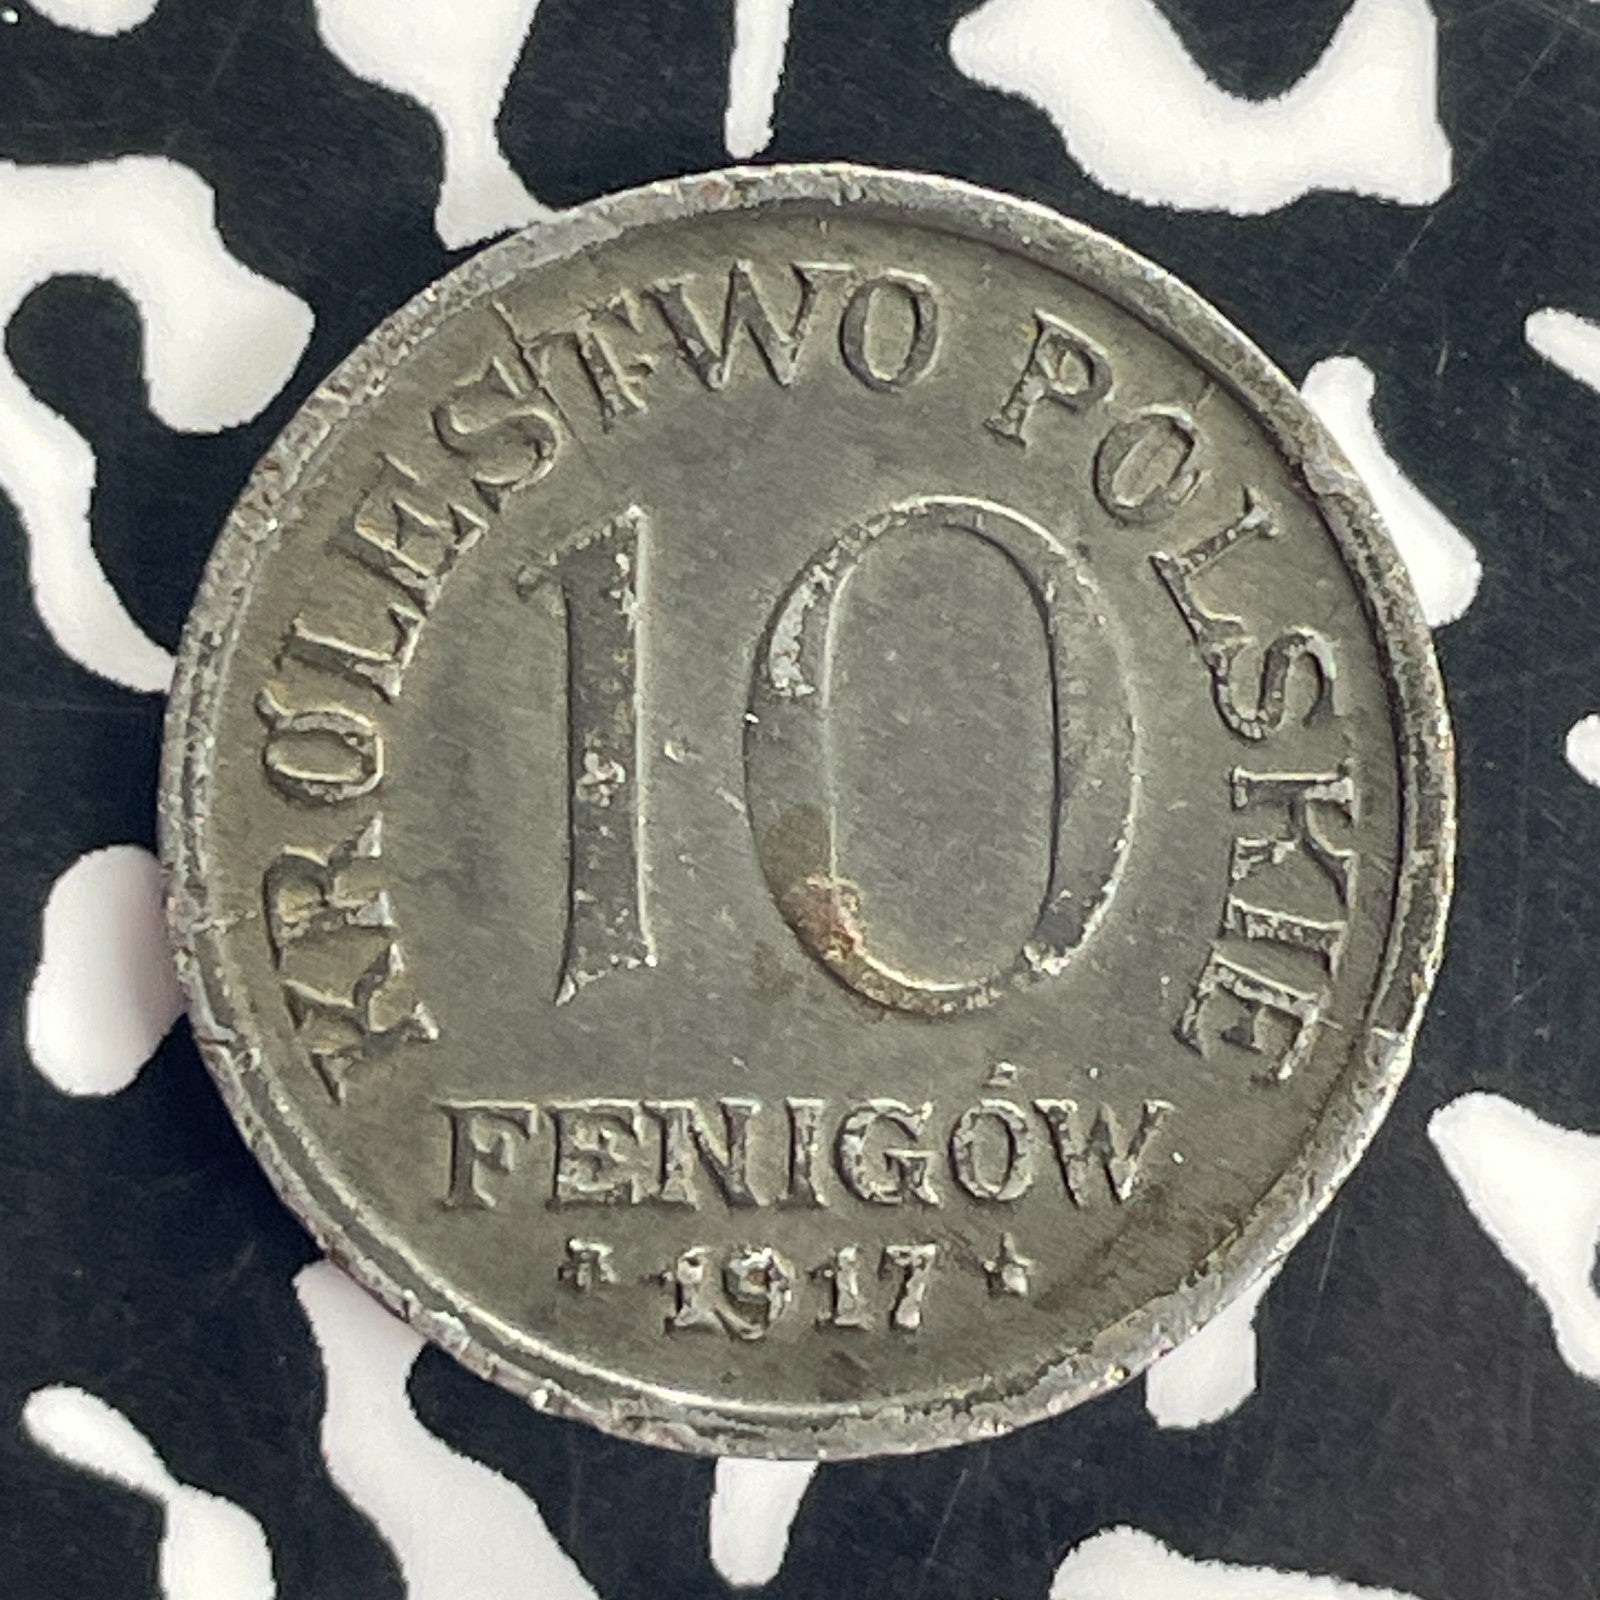 KRÓLESTWO POLSKIE
10
FENIGÓW
* 1917 *